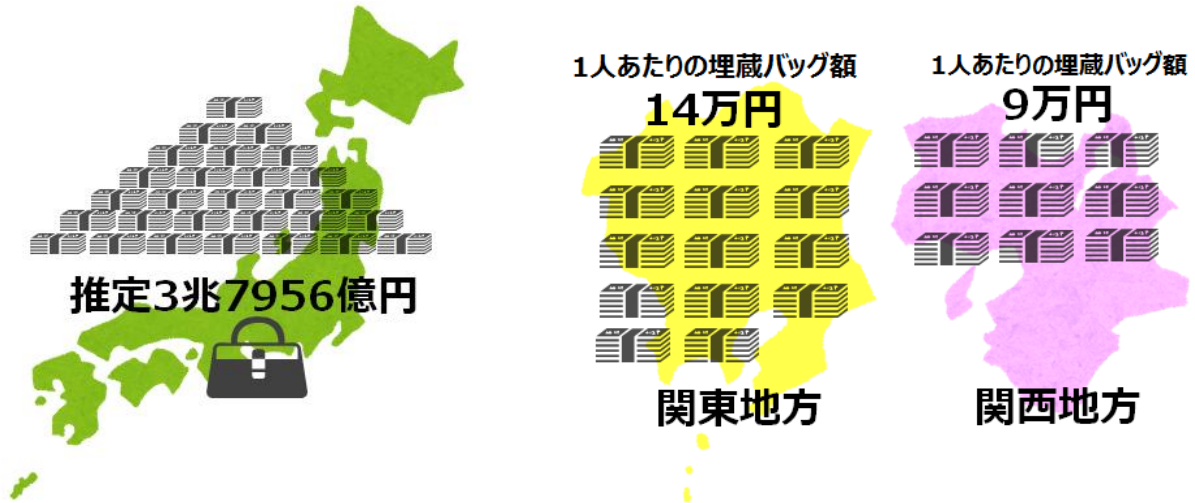 推定3兆7956億円
1人あたりの埋蔵バッグ額
14万円
関東地方
1人あたりの埋蔵バッグ額
9万円
関西地方